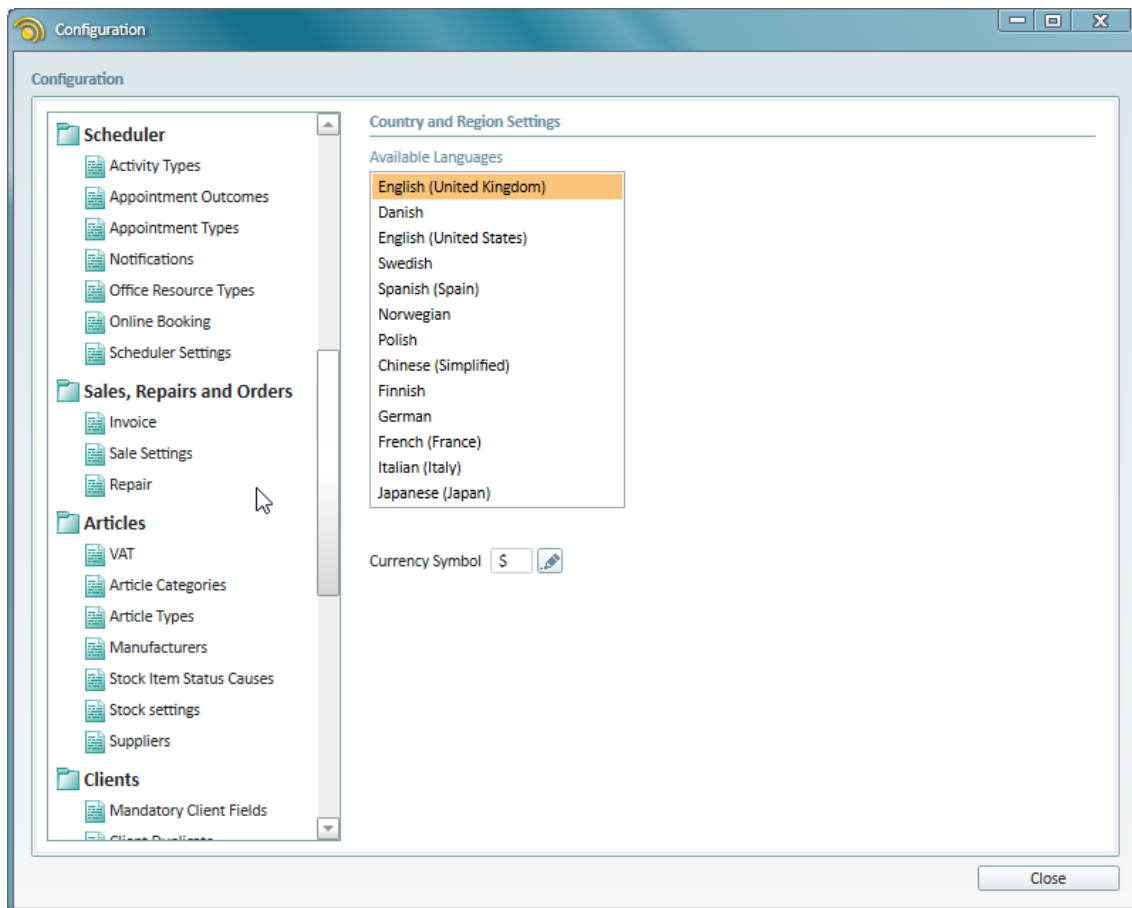 Configuration
Configuration
Scheduler
Activity Types
Appointment Outcomes
Appointment Types
Notifications
Office Resource Types
Online Booking
Scheduler Settings
Sales, Repairs and Orders
Invoice
Sale Settings
Repair
Articles
VAT
Article Categories
Article Types
Manufacturers
Stock Item Status Causes
Stock settings
Suppliers
Clients
Mandatory Client Fields
Client Duplicate
Country and Region Settings
Available Languages
English (United Kingdom)
Danish
English (United States)
Swedish
Spanish (Spain)
Norwegian
Polish
Chinese (Simplified)
Finnish
German
French (France)
Italian (Italy)
Japanese (Japan)
Currency Symbol $
Close